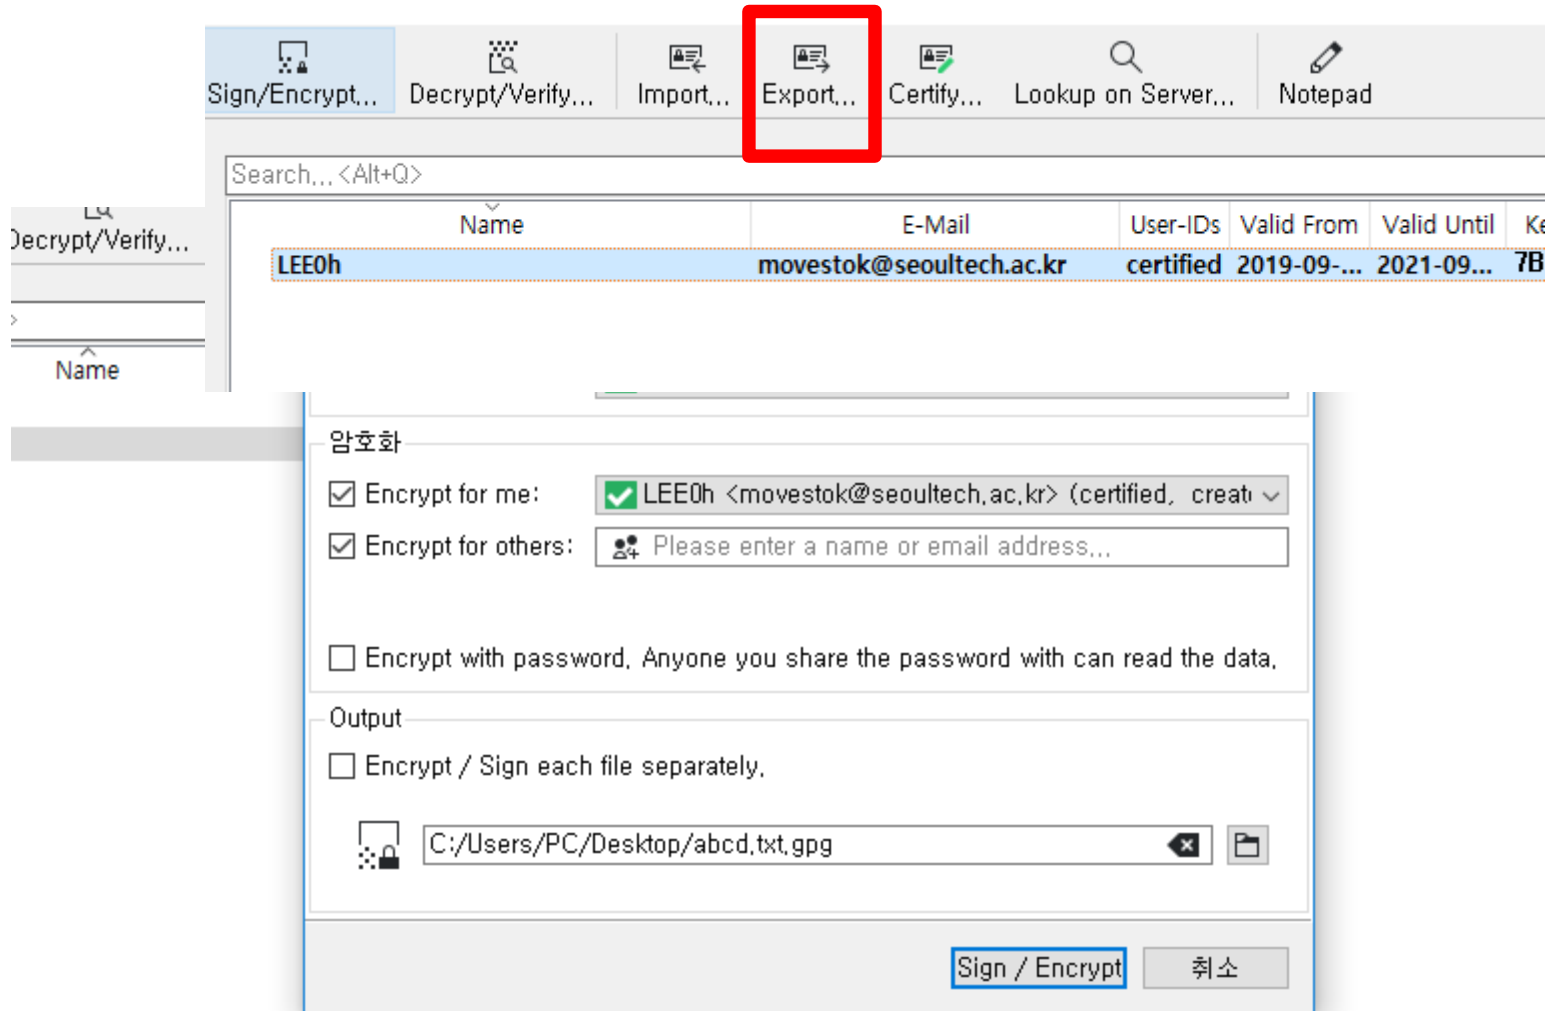 Sign/Encrypt... Decrypt/Verify... Import... Export... Certify... Lookup on Server... Notepad
Search...<Alt+Q>
Name E-Mail User-IDs Valid From Valid Until
Decrypt/Verify...
LEE0h movestok@seoultech.ac.kr certified 2019-09-... 2021-09... 7B
>
Name
암호화
Encrypt for me: LEE0h <movestok@seoultech.ac.kr> (certified, creat
Encrypt for others: Please enter a name or email address...
Encrypt with password. Anyone you share the password with can read the data.
Output
Encrypt / Sign each file separately.
C:/Users/PC/Desktop/abcd.txt.gpg
Sign / Encrypt 취소